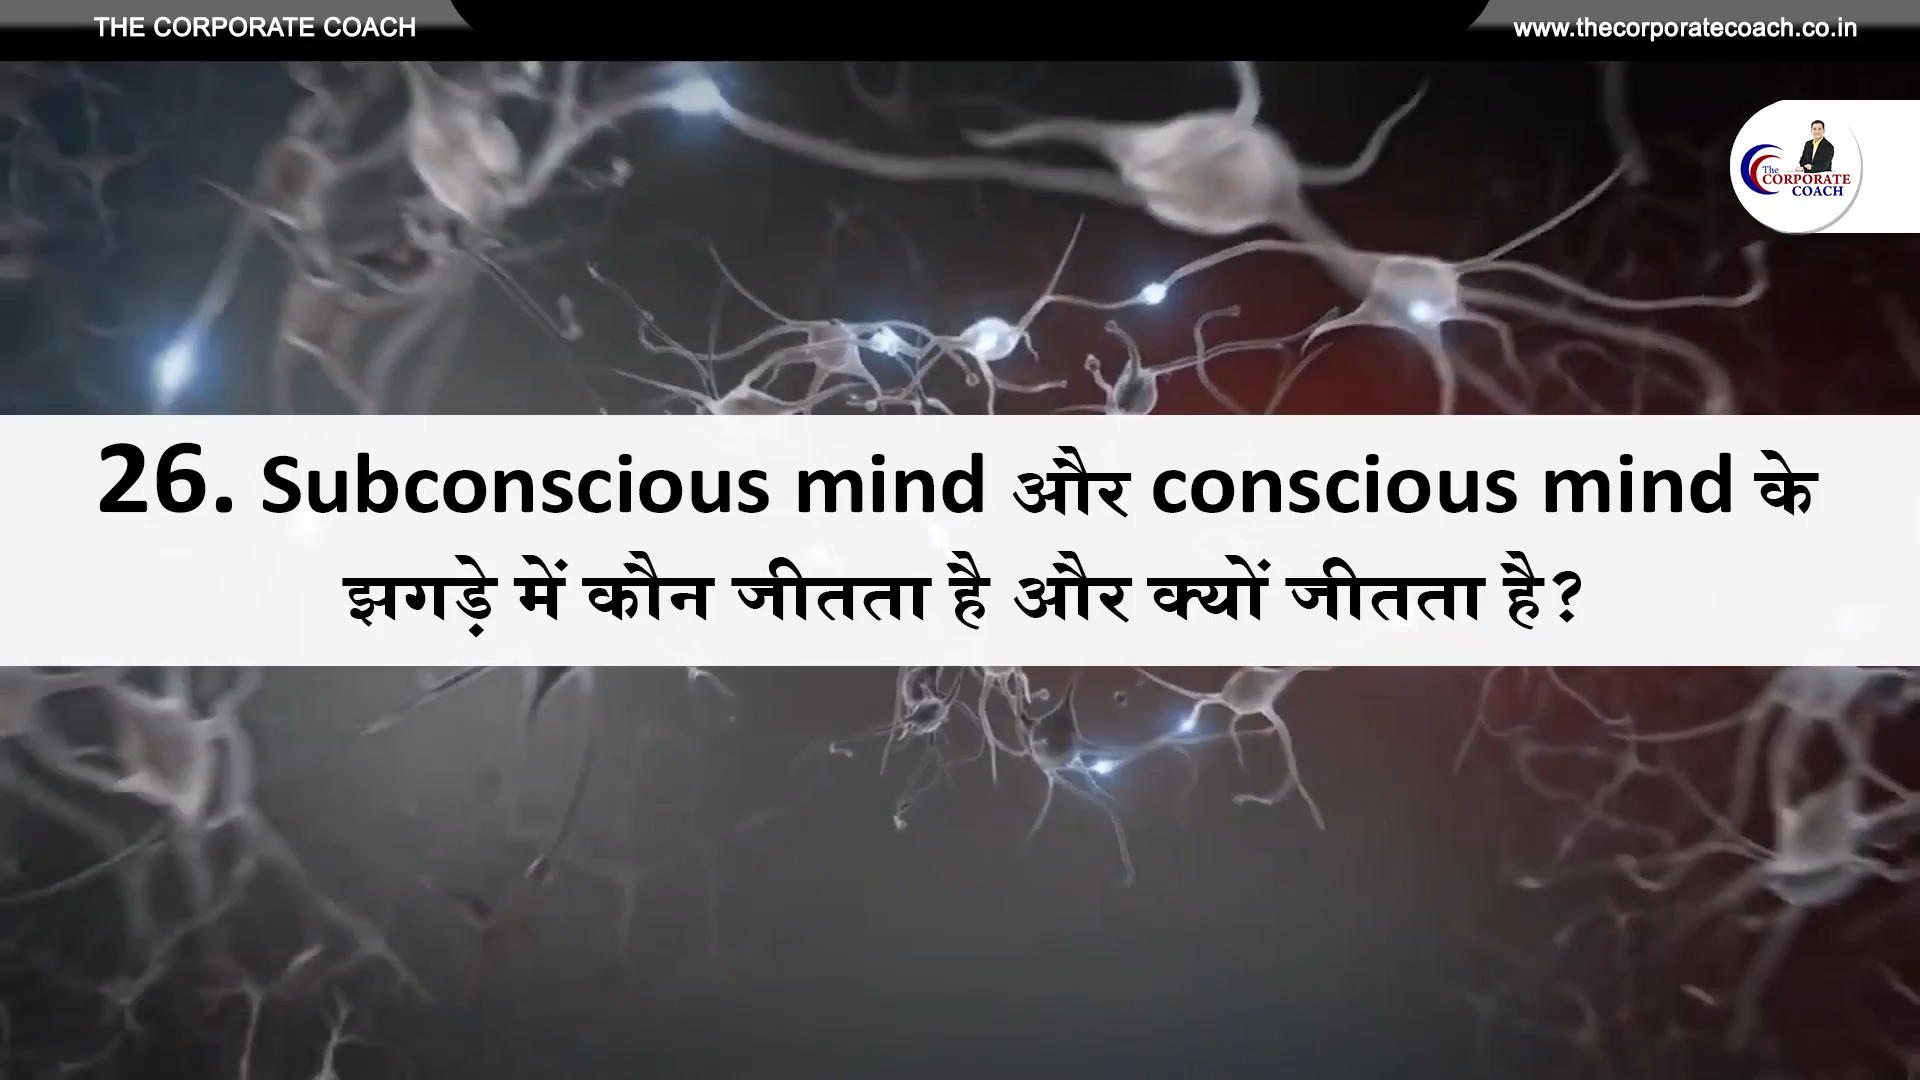 THE CORPORATE COACH
www.thecorporatecoach.co.in
The
CORPORATE
COACH
26. Subconscious mind और conscious mind के
झगड़े में कौन जीतता है और क्यों जीतता है?